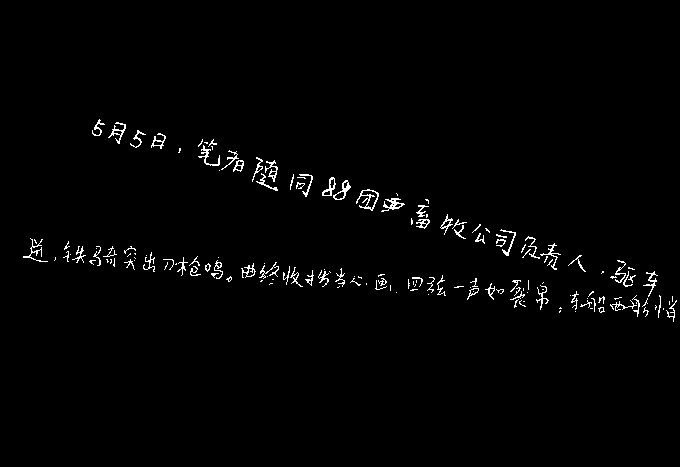 5月5日，笔者随同88团畜牧公司负责人，驱车
迸，铁骑突出刀枪鸣。曲终收拨当心画，四弦一声如裂帛。东船西舫悄